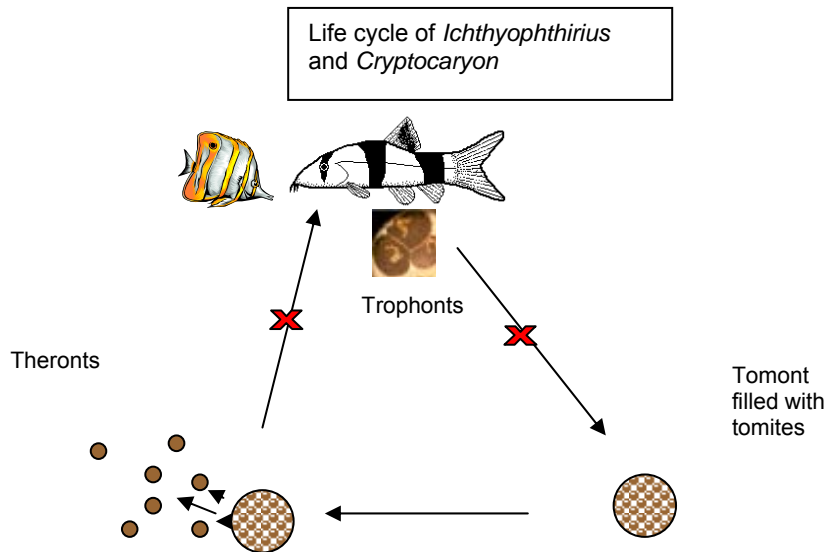 Life cycle of Ichthyophthirius
and Cryptocaryon
Trophonts
Theronts
Tomont
filled with
tomites